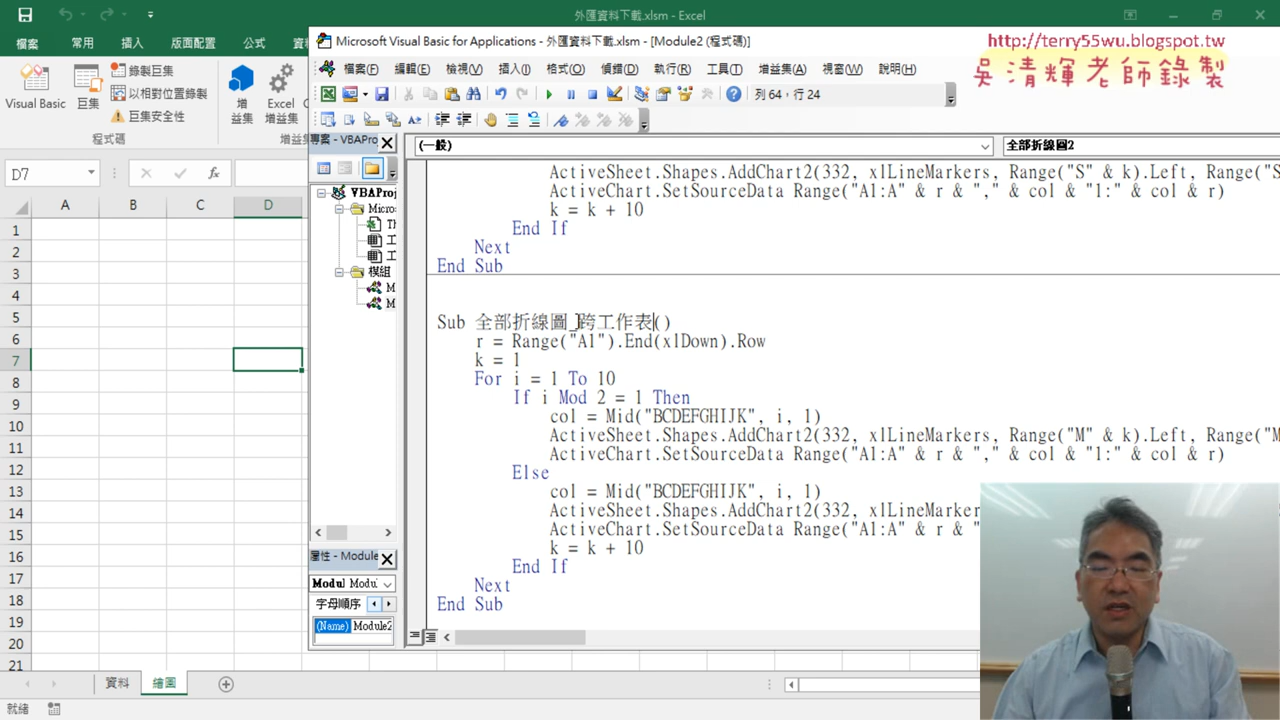 外匯資料下載.xlsm - Excel
檔案 常用 插入 版面配置 公式
Visual Basic 巨集 錄製巨集 以相對位置錄製 巨集安全性 增益集 Excel 增益集
程式碼
D7
A B C D
1
2
3
4
5
6
7
8
9
10
11
12
13
14
15
16
17
18
19
20
21
資料 繪圖
就緒
Microsoft Visual Basic for Applications - 外匯資料下載.xlsm - [Module2 (程式碼)]
檔案(F) 編輯(E) 檢視(V) 插入(I) 格式(O) 偵錯(D) 執行(R) 工具(T) 增益集(A) 視窗(W) 說明(H)
列 64，行 24
專案 - VBAPro
VBAProj
Micro
模組
屬性 - Module
Modul Modu
字母順序
(Name) Module2
(一般) 全部折線圖2
ActiveSheet.Shapes.AddChart2(332, xlLineMarkers, Range("S" & k).Left, Range("S
ActiveChart.SetSourceData Range("A1:A" & r & "," & col & "1:" & col & r)
k = k + 10
End If
Next
End Sub
Sub 全部折線圖_跨工作表()
r = Range("A1").End(xlDown).Row
k = 1
For i = 1 To 10
If i Mod 2 = 1 Then
col = Mid("BCDEFGHIJK", i, 1)
ActiveSheet.Shapes.AddChart2(332, xlLineMarkers, Range("M" & k).Left, Range("M
ActiveChart.SetSourceData Range("A1:A" & r & "," & col & "1:" & col & r)
Else
col = Mid("BCDEFGHIJK", i, 1)
ActiveSheet.Shapes.AddChart2(332, xlLineMarkers
ActiveChart.SetSourceData Range("A1:A" & r & "
k = k + 10
End If
Next
End Sub
http://terry55wu.blogspot.tw
吳清輝老師錄製